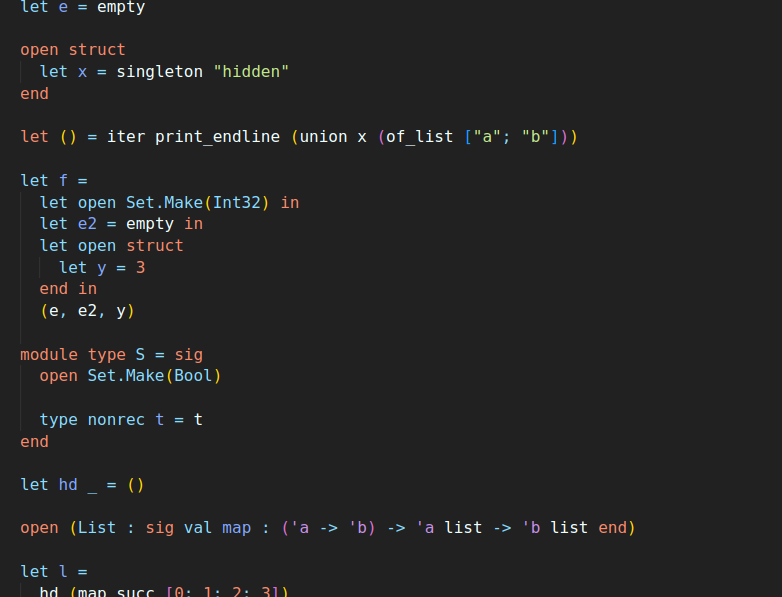 let e = empty
open struct
let x = singleton "hidden"
end
let () = iter print_endline (union x (of_list ["a"; "b"]))
let f =
let open Set.Make(Int32) in
let e2 = empty in
let open struct
let y = 3
end in
(e, e2, y)
module type S = sig
open Set.Make(Bool)
type nonrec t = t
end
let hd _ = ()
open (List : sig val map : ('a -> 'b) -> 'a list -> 'b list end)
let l =
hd (map succ [0; 1; 2; 3])